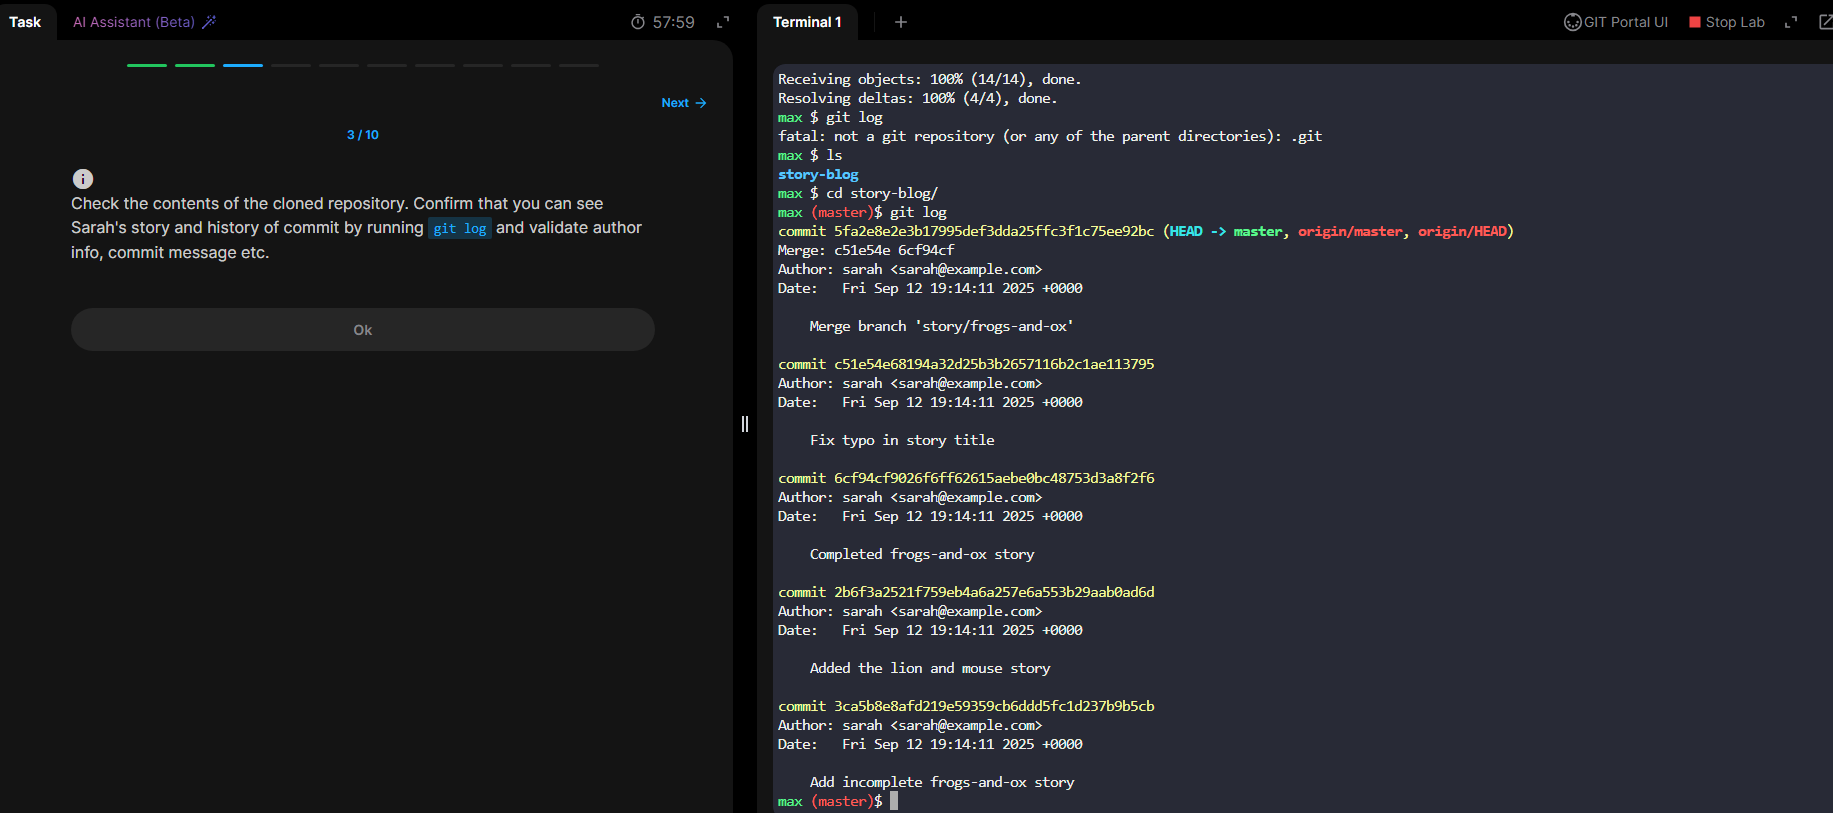 Task
AI Assistant (Beta)
57:59
Next →
3 / 10
Check the contents of the cloned repository. Confirm that you can see
Sarah's story and history of commit by running git log and validate author
info, commit message etc.
Ok
Terminal 1
+
GIT Portal UI
Stop Lab
Receiving objects: 100% (14/14), done.
Resolving deltas: 100% (4/4), done.
max $ git log
fatal: not a git repository (or any of the parent directories): .git
max $ ls
story-blog
max $ cd story-blog/
max (master)$ git log
commit 5fa2e8e2e3b17995def3dda25ffc3f1c75ee92bc (HEAD -> master, origin/master, origin/HEAD)
Merge: c51e54e 6cf94cf
Author: sarah <sarah@example.com>
Date:   Fri Sep 12 19:14:11 2025 +0000
Merge branch 'story/frogs-and-ox'
commit c51e54e68194a32d25b3b2657116b2c1ae113795
Author: sarah <sarah@example.com>
Date:   Fri Sep 12 19:14:11 2025 +0000
Fix typo in story title
commit 6cf94cf9026f6ff62615aebe0bc48753d3a8f2f6
Author: sarah <sarah@example.com>
Date:   Fri Sep 12 19:14:11 2025 +0000
Completed frogs-and-ox story
commit 2b6f3a2521f759eb4a6a257e6a553b29aab0ad6d
Author: sarah <sarah@example.com>
Date:   Fri Sep 12 19:14:11 2025 +0000
Added the lion and mouse story
commit 3ca5b8e8afd219e59359cb6ddd5fc1d237b9b5cb
Author: sarah <sarah@example.com>
Date:   Fri Sep 12 19:14:11 2025 +0000
Add incomplete frogs-and-ox story
max (master)$